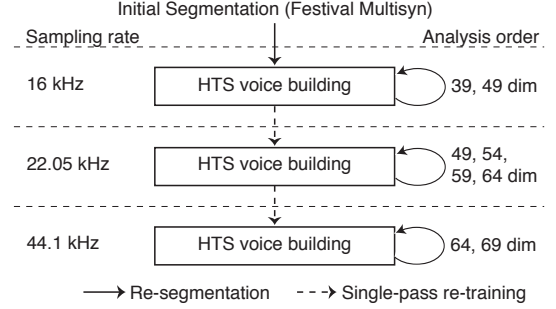 Initial Segmentation (Festival Multisyn)
Sampling rate
Analysis order
16 kHz
HTS voice building
39, 49 dim
22.05 kHz
HTS voice building
49, 54,
59, 64 dim
44.1 kHz
HTS voice building
64, 69 dim
Re-segmentation
Single-pass re-training